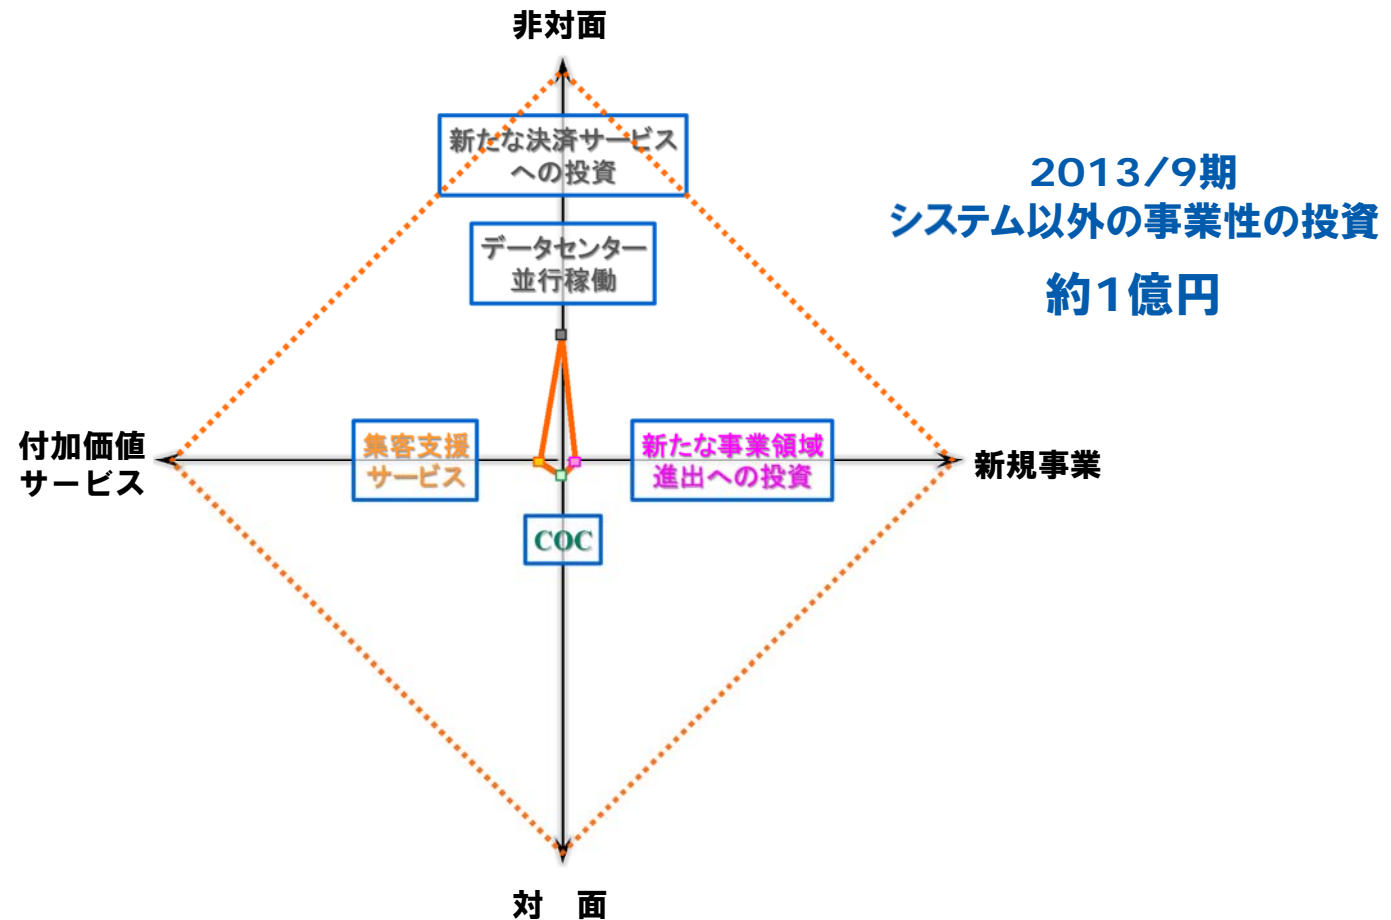 非対面
新たな決済サービス
への投資
データセンター
並行稼働
2013/9期
システム以外の事業性の投資
約1億円
付加価値
サービス
集客支援
サービス
新たな事業領域
進出への投資
新規事業
COC
対　面